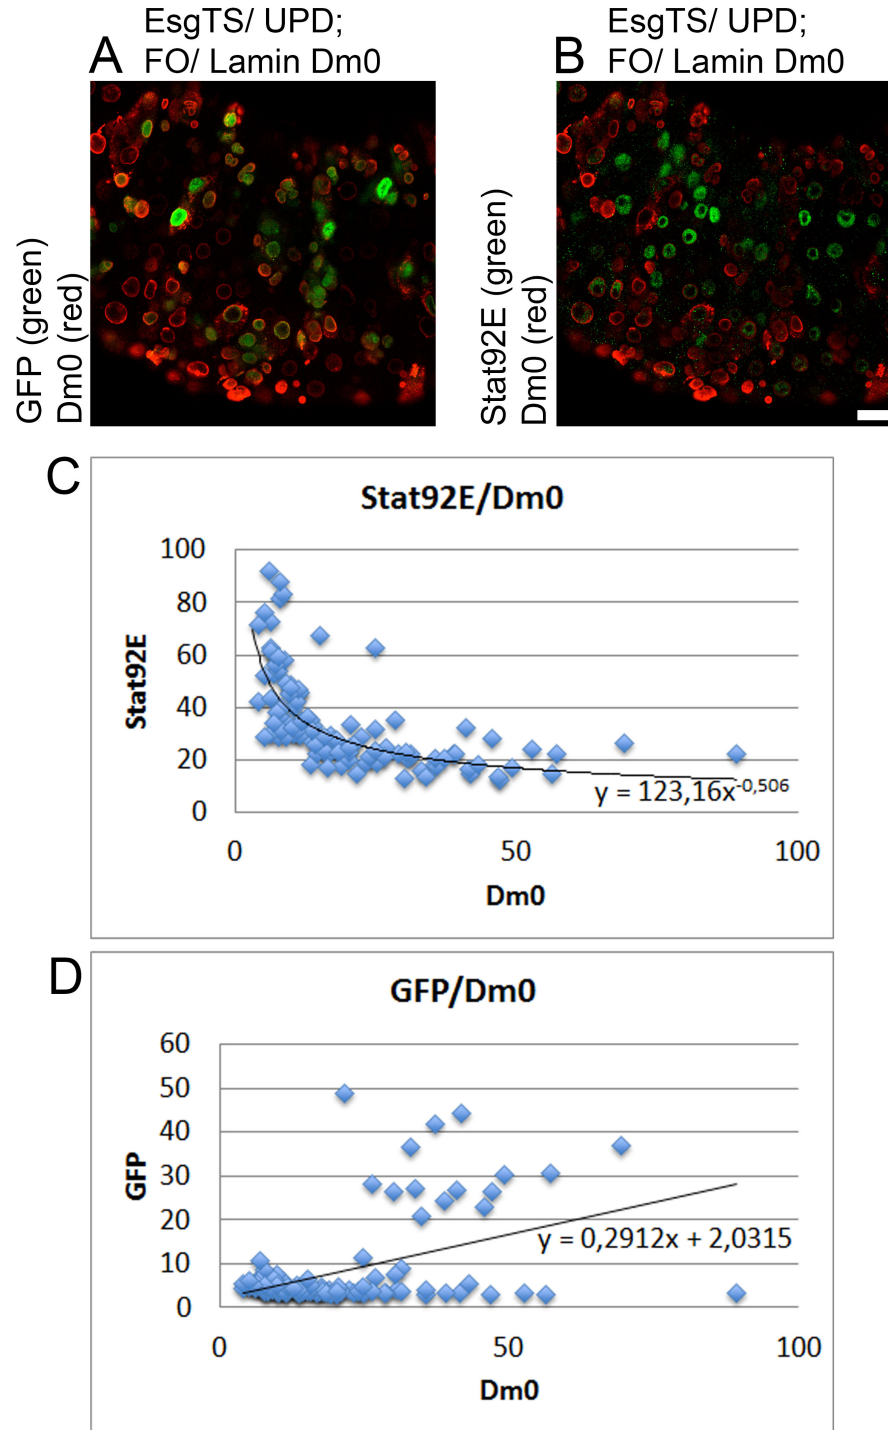 EsgTS/ UPD;
A FO/ Lamin Dm0
EsgTS/ UPD;
B FO/ Lamin Dm0
GFP (green)
Dm0 (red)
Stat92E (green)
Dm0 (red)
C
Stat92E/Dm0
100
80
60
40
20
0
Stat92E
y = 123,16x-0,506
0 50 100
Dm0
D
GFP/Dm0
60
50
40
30
20
10
0
GFP
y = 0,2912x + 2,0315
0 50 100
Dm0